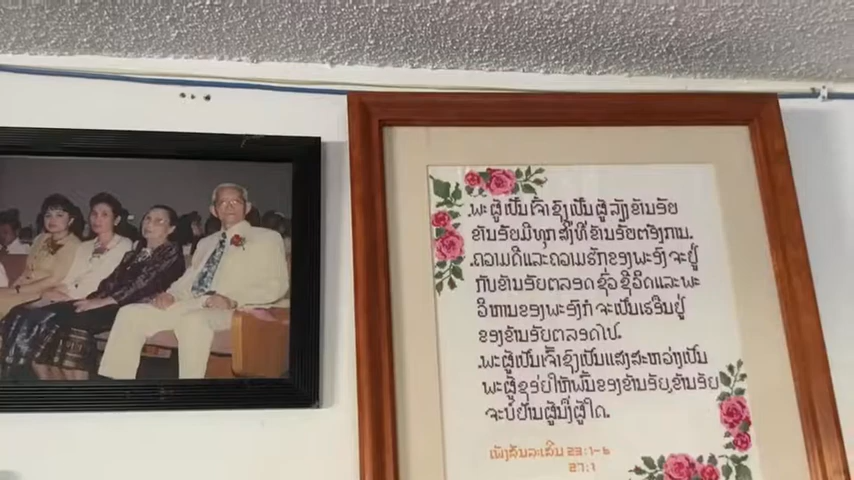 .ພຣະຜູ້ເປັນເຈົ້າຊົງເປັນຜູ້ລ້ຽງຂ້ານ້ອຍ
ຂ້ານ້ອຍມີທຸກສິ່ງທີ່ຂ້ານ້ອຍຕ້ອງການ
.ຄວາມດີແລະຄວາມຮັກຂອງພຣະອົງຈະຢູ່
ກັບຂ້ານ້ອຍຕລອດຊົ່ວຊີວິດແລະພຣະ
ວິຫານຂອງພຣະອົງກໍຈະເປັນເຮືອນຢູ່
ຂອງຂ້ານ້ອຍຕລອດໄປ
.ພຣະຜູ້ເປັນເຈົ້າຊົງເປັນແສງສະຫວ່າງເປັນ
ພຣະຜູ້ຊ່ອຍໃຫ້ພົ້ນຂອງຂ້ານ້ອຍ,ຂ້ານ້ອຍ
ຈະບໍ່ຢ້ານຜູ້ນຶ່ງຜູ້ໃດ.
ເພັງສັນລະເສີນ 23:1-6
27:1